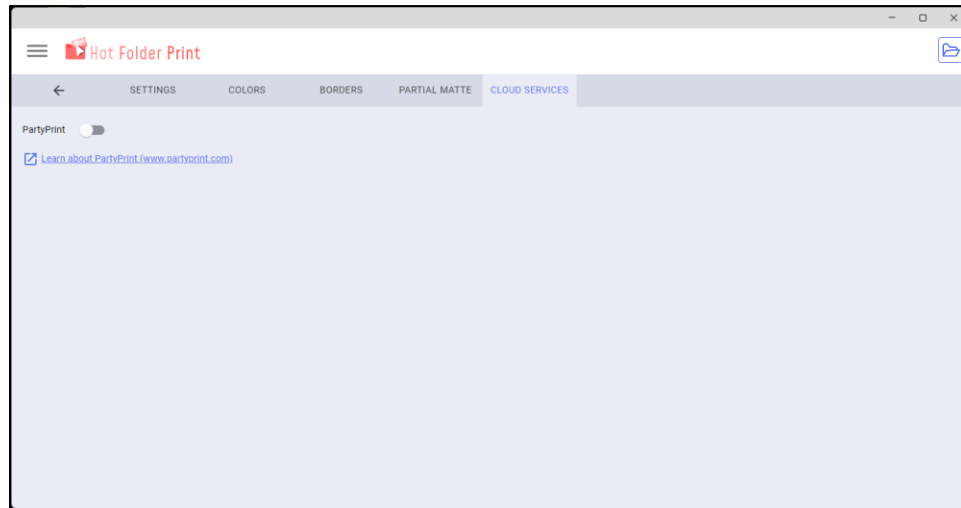 Hot Folder Print
SETTINGS COLORS BORDERS PARTIAL MATTE CLOUD SERVICES
PartyPrint
Learn about PartyPrint (www.partyprint.com)